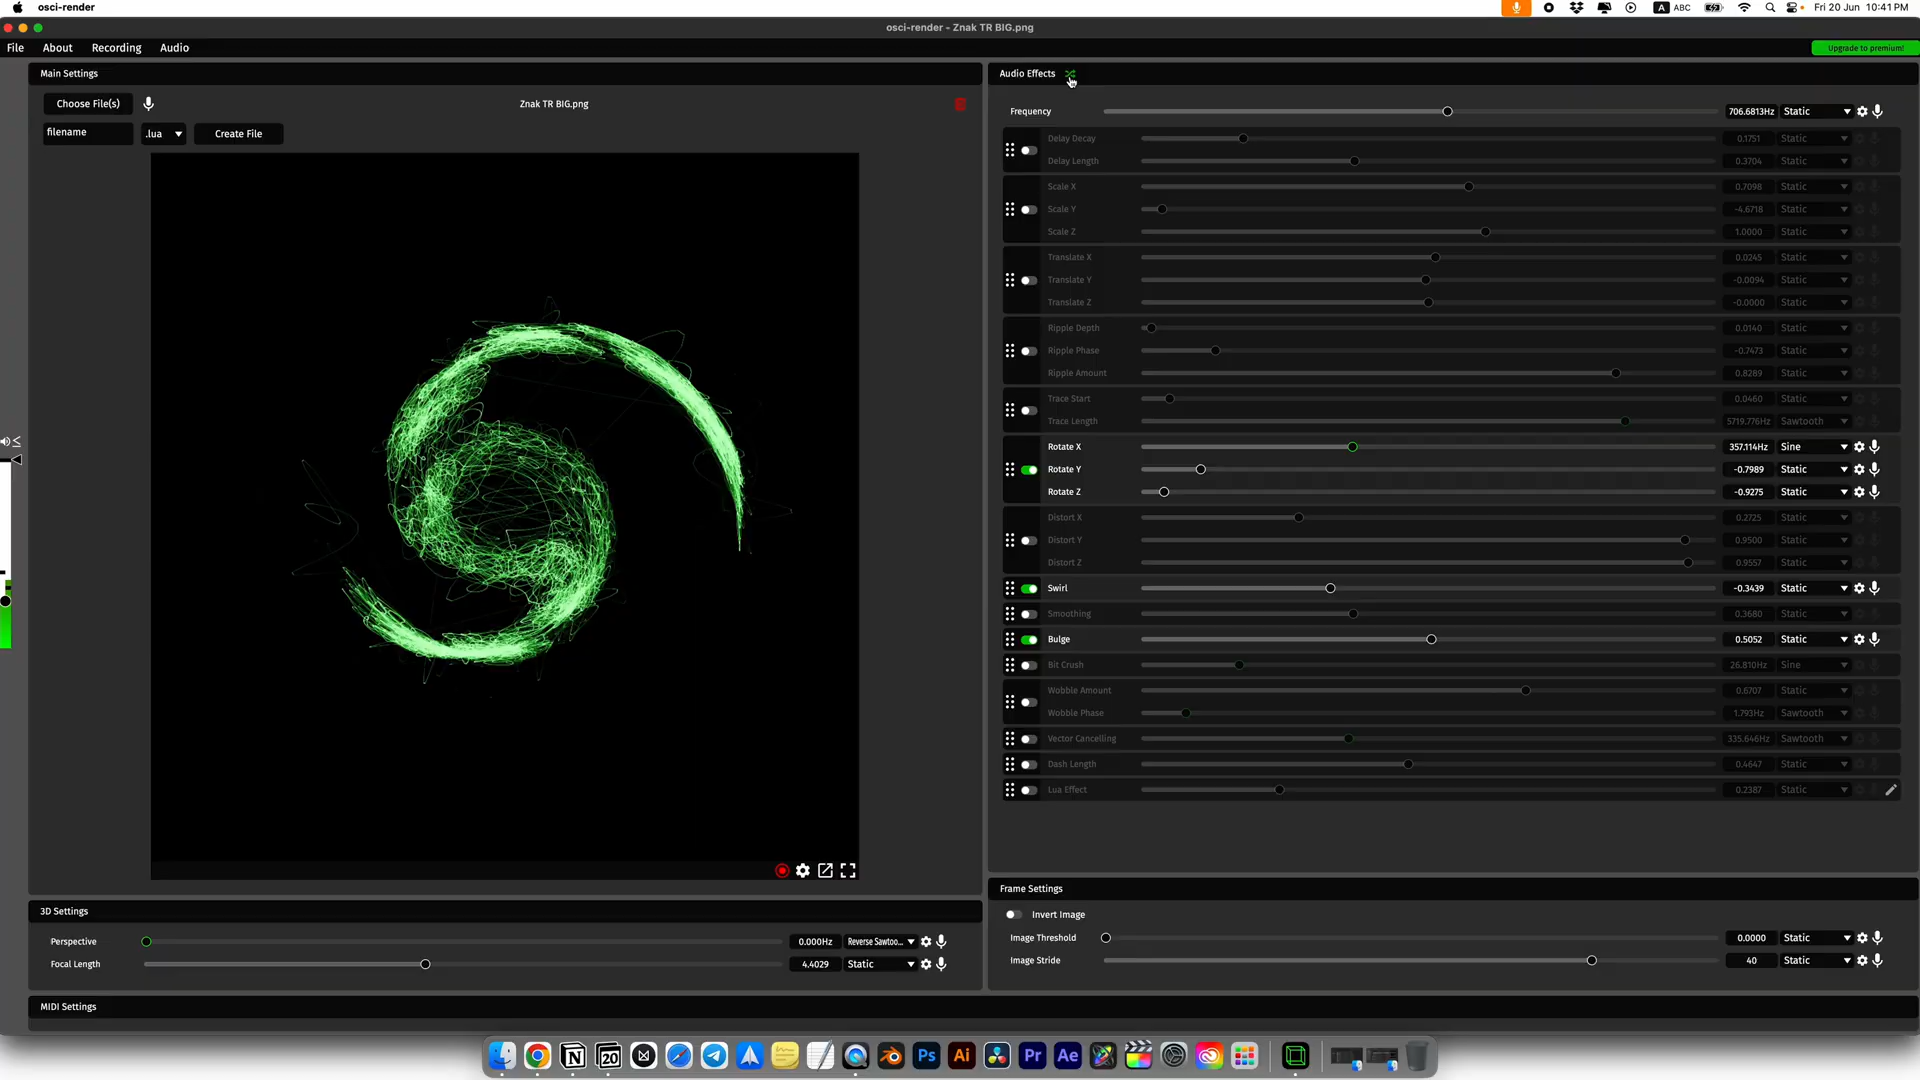 osci-render
ABC
Fri 20 Jun 10:41 PM
osci-render - Znak TR BIG.png
File About Recording Audio
Upgrade to premium!
Main Settings
Choose File(s)
Znak TR BIG.png
filename .lua Create File
Audio Effects
Frequency 706.6813Hz Static
Delay Decay 0.1751 Static
Delay Length 0.3704 Static
Scale X 0.7098 Static
Scale Y -4.6718 Static
Scale Z 1.0000 Static
Translate X 0.0245 Static
Translate Y -0.0094 Static
Translate Z -0.0000 Static
Ripple Depth 0.0140 Static
Ripple Phase -0.7473 Static
Ripple Amount 0.8289 Static
Trace Start 0.0460 Static
Trace Length 5719.776Hz Sawtooth
Rotate X 357.114Hz Sine
Rotate Y -0.7989 Static
Rotate Z -0.9275 Static
Distort X 0.2725 Static
Distort Y 0.9500 Static
Distort Z 0.9557 Static
Swirl -0.3439 Static
Smoothing 0.3680 Static
Bulge 0.5052 Static
Bit Crush 26.810Hz Sine
Wobble Amount 0.6707 Static
Wobble Phase 1.793Hz Sawtooth
Vector Cancelling 335.646Hz Sawtooth
Dash Length 0.4647 Static
Lua Effect 0.2387 Static
3D Settings
Perspective 0.000Hz Reverse Sawtoo...
Focal Length 4.4029 Static
Frame Settings
Invert Image
Image Threshold 0.0000 Static
Image Stride 40 Static
MIDI Settings
20
Ps Ai Pr Ae